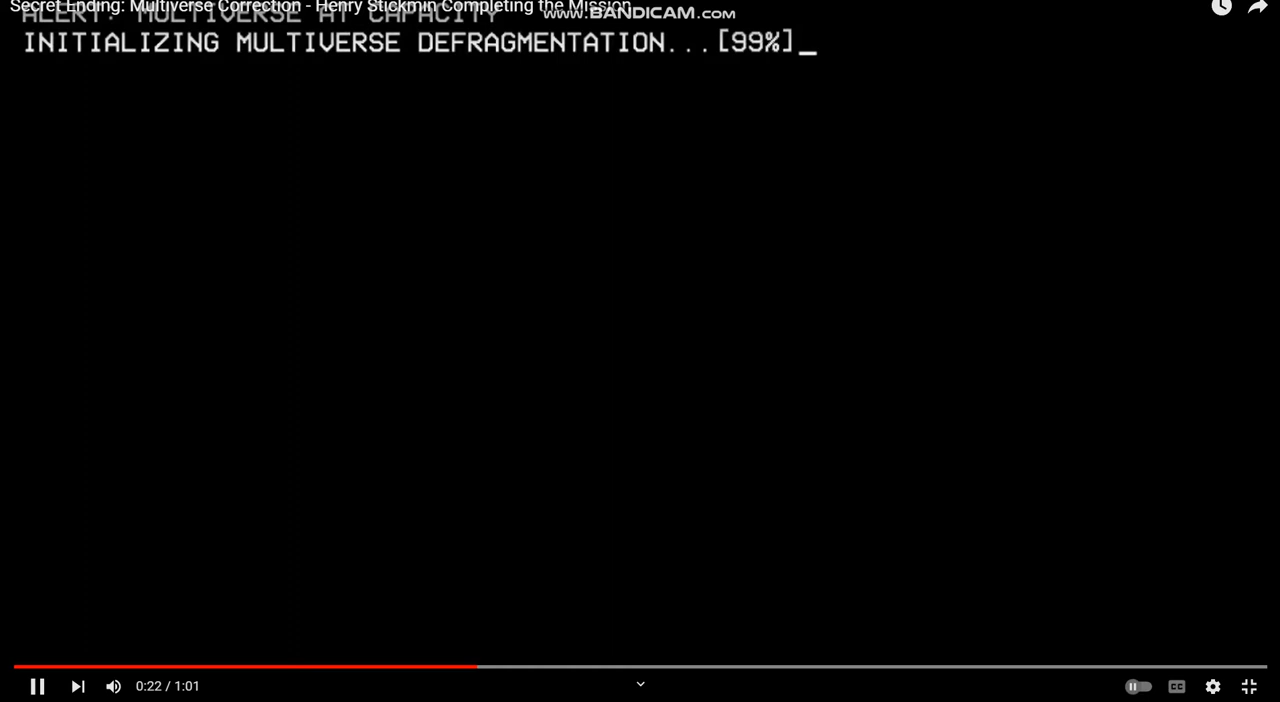 Secret Ending: Multiverse Correction - Henry Stickmin Completing the Mission
www.BANDICAM.com
ALERT: MULTIVERSE AT CAPACITY
INITIALIZING MULTIVERSE DEFRAGMENTATION...[99%]_
0:22 / 1:01
CC